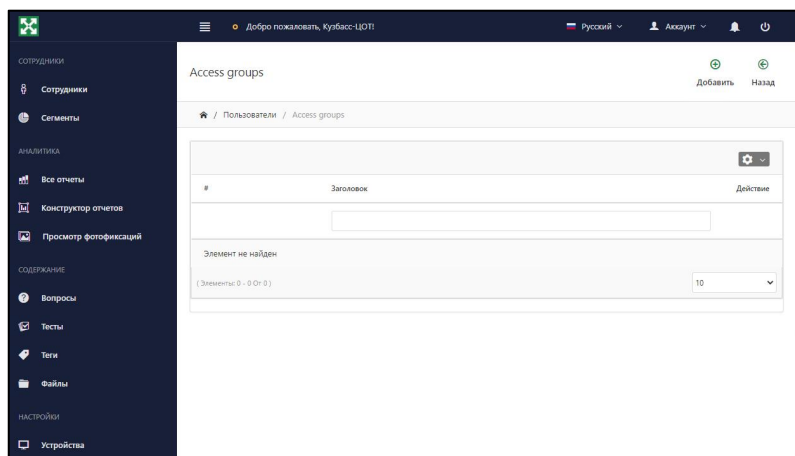 Добро пожаловать, Кузбасс-ЦОТ!
Русский
Аккаунт
СОТРУДНИКИ
Сотрудники
Сегменты
АНАЛИТИКА
Все отчеты
Конструктор отчетов
Просмотр фотофиксаций
СОДЕРЖАНИЕ
Вопросы
Тесты
Теги
Файлы
НАСТРОЙКИ
Устройства
Access groups
Добавить
Назад
/ Пользователи / Access groups
# Заголовок Действие
Элемент не найден
( Элементы: 0 - 0 От 0 )
10